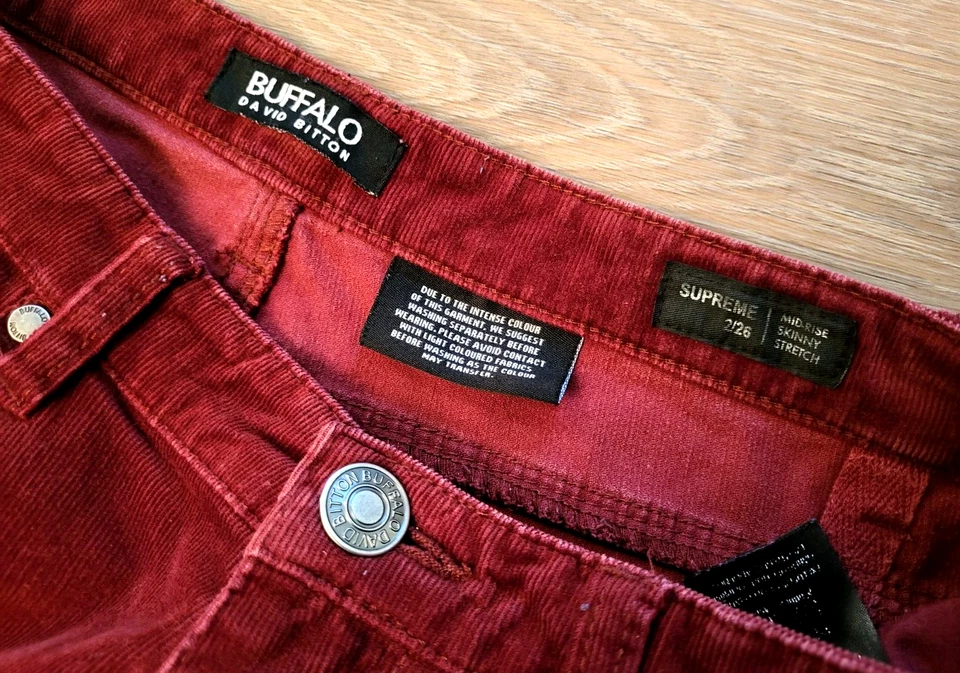 BUFFALO
DAVID BITTON
DUE TO THE INTENSE COLOUR
OF THIS GARMENT, WE SUGGEST
WASHING SEPARATELY BEFORE
WEARING. PLEASE AVOID CONTACT
WITH LIGHT COLOURED FABRICS
BEFORE WASHING AS THE COLOUR
MAY TRANSFER.
SUPREME
2/26
MID-RISE
SKINNY
STRETCH
BUFFALO
BITTON
BUFFALO DAVID BITTON